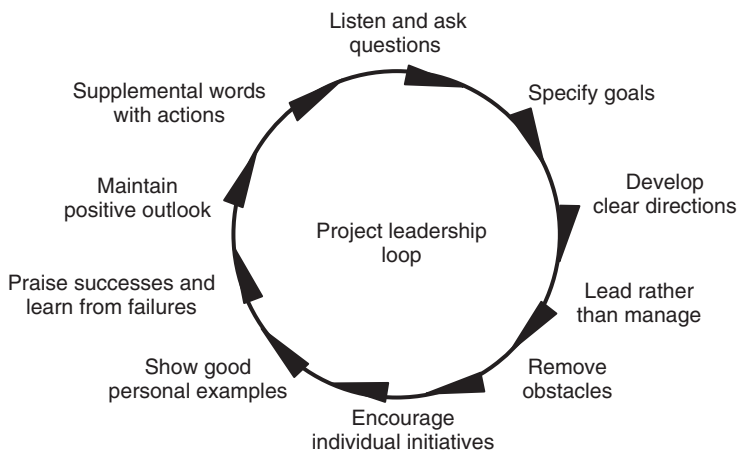 Listen and ask
questions
Specify goals
Develop
clear directions
Lead rather
than manage
Remove
obstacles
Encourage
individual initiatives
Show good
personal examples
Praise successes and
learn from failures
Maintain
positive outlook
Supplemental words
with actions
Project leadership
loop